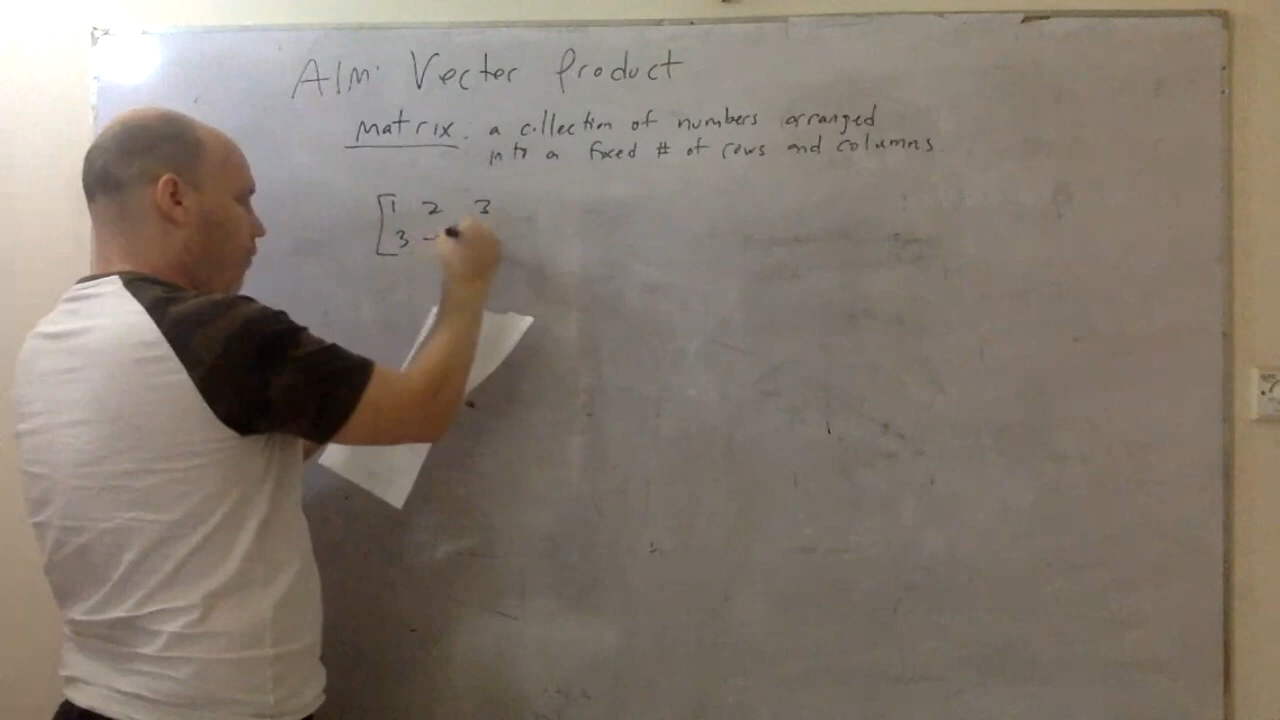 AIM: Vector Product
Matrix: a collection of numbers arranged
into a fixed # of rows and columns.
[1 2 3
3 -